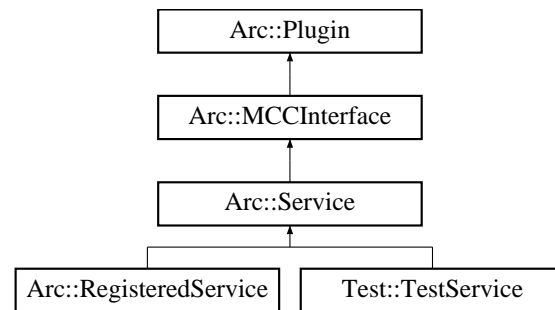 Arc::Plugin
Arc::MCCInterface
Arc::Service
Arc::RegisteredService
Test::TestService